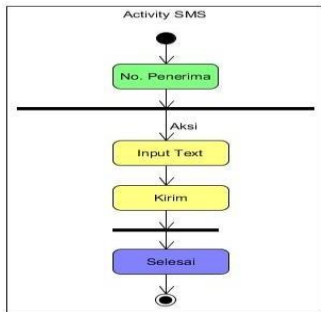 Activity SMS
No. Penerima
Aksi
Input Text
Kirim
Selesai